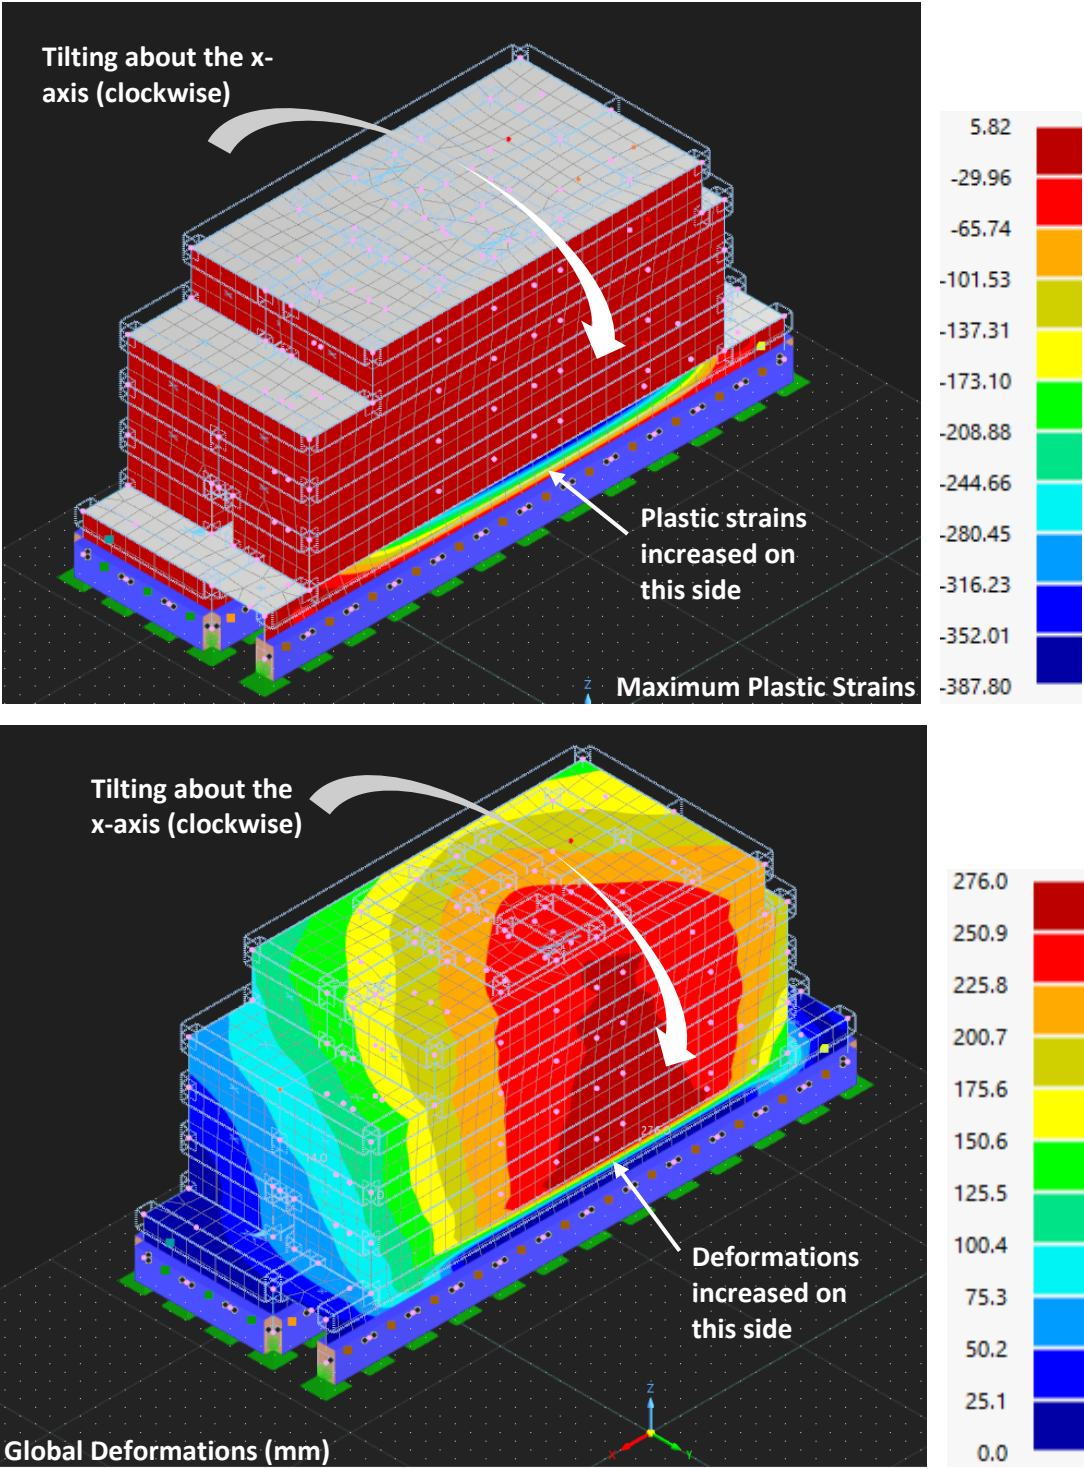 Tilting about the x-
axis (clockwise)
Plastic strains
increased on
this side
Z
Maximum Plastic Strains
5.82
-29.96
-65.74
-101.53
-137.31
-173.10
-208.88
-244.66
-280.45
-316.23
-352.01
-387.80
Tilting about the
x-axis (clockwise)
Deformations
increased on
this side
Z
X
Y
Global Deformations (mm)
276.0
250.9
225.8
200.7
175.6
150.6
125.5
100.4
75.3
50.2
25.1
0.0